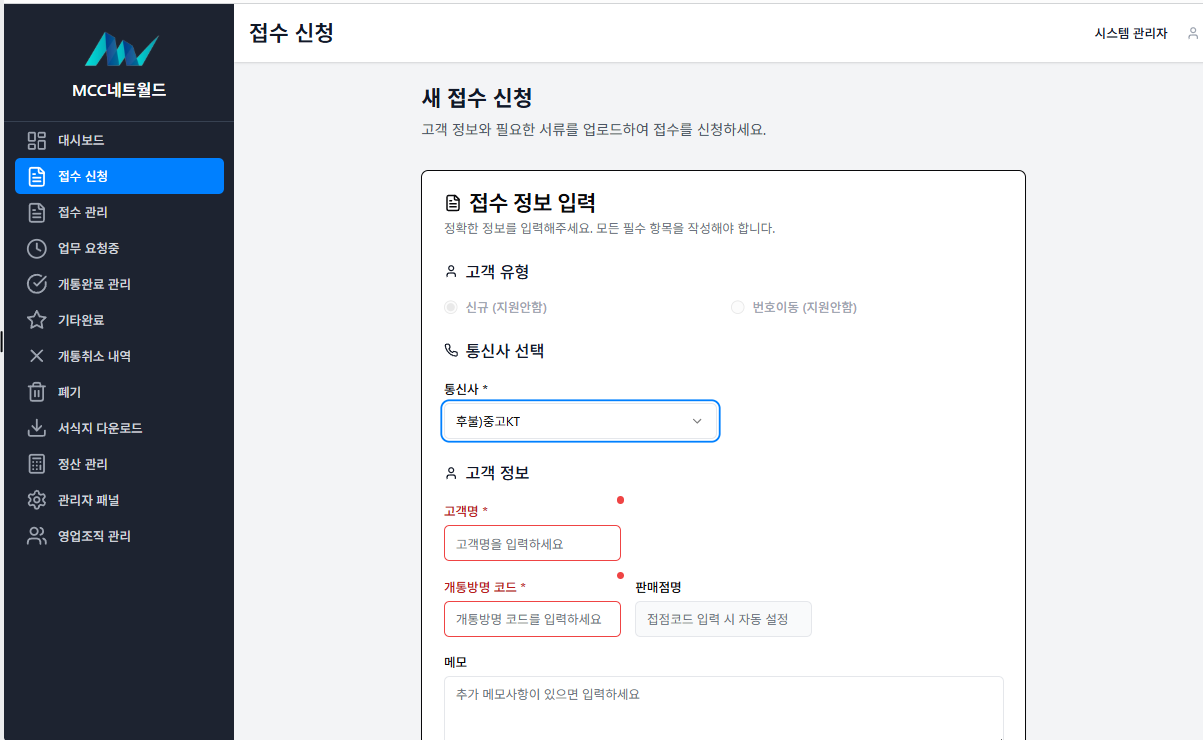 접수 신청
시스템 관리자
MCC네트월드
대시보드
접수 신청
접수 관리
업무 요청중
개통완료 관리
기타완료
개통취소 내역
폐기
서식지 다운로드
정산 관리
관리자 패널
영업조직 관리
새 접수 신청
고객 정보와 필요한 서류를 업로드하여 접수를 신청하세요.
접수 정보 입력
정확한 정보를 입력해주세요. 모든 필수 항목을 작성해야 합니다.
고객 유형
신규 (지원안함) 번호이동 (지원안함)
통신사 선택
통신사 *
후불)중고KT
고객 정보
고객명 *
고객명을 입력하세요
개통방명 코드 * 판매점명
개통방명 코드를 입력하세요 접점코드 입력 시 자동 설정
메모
추가 메모사항이 있으면 입력하세요